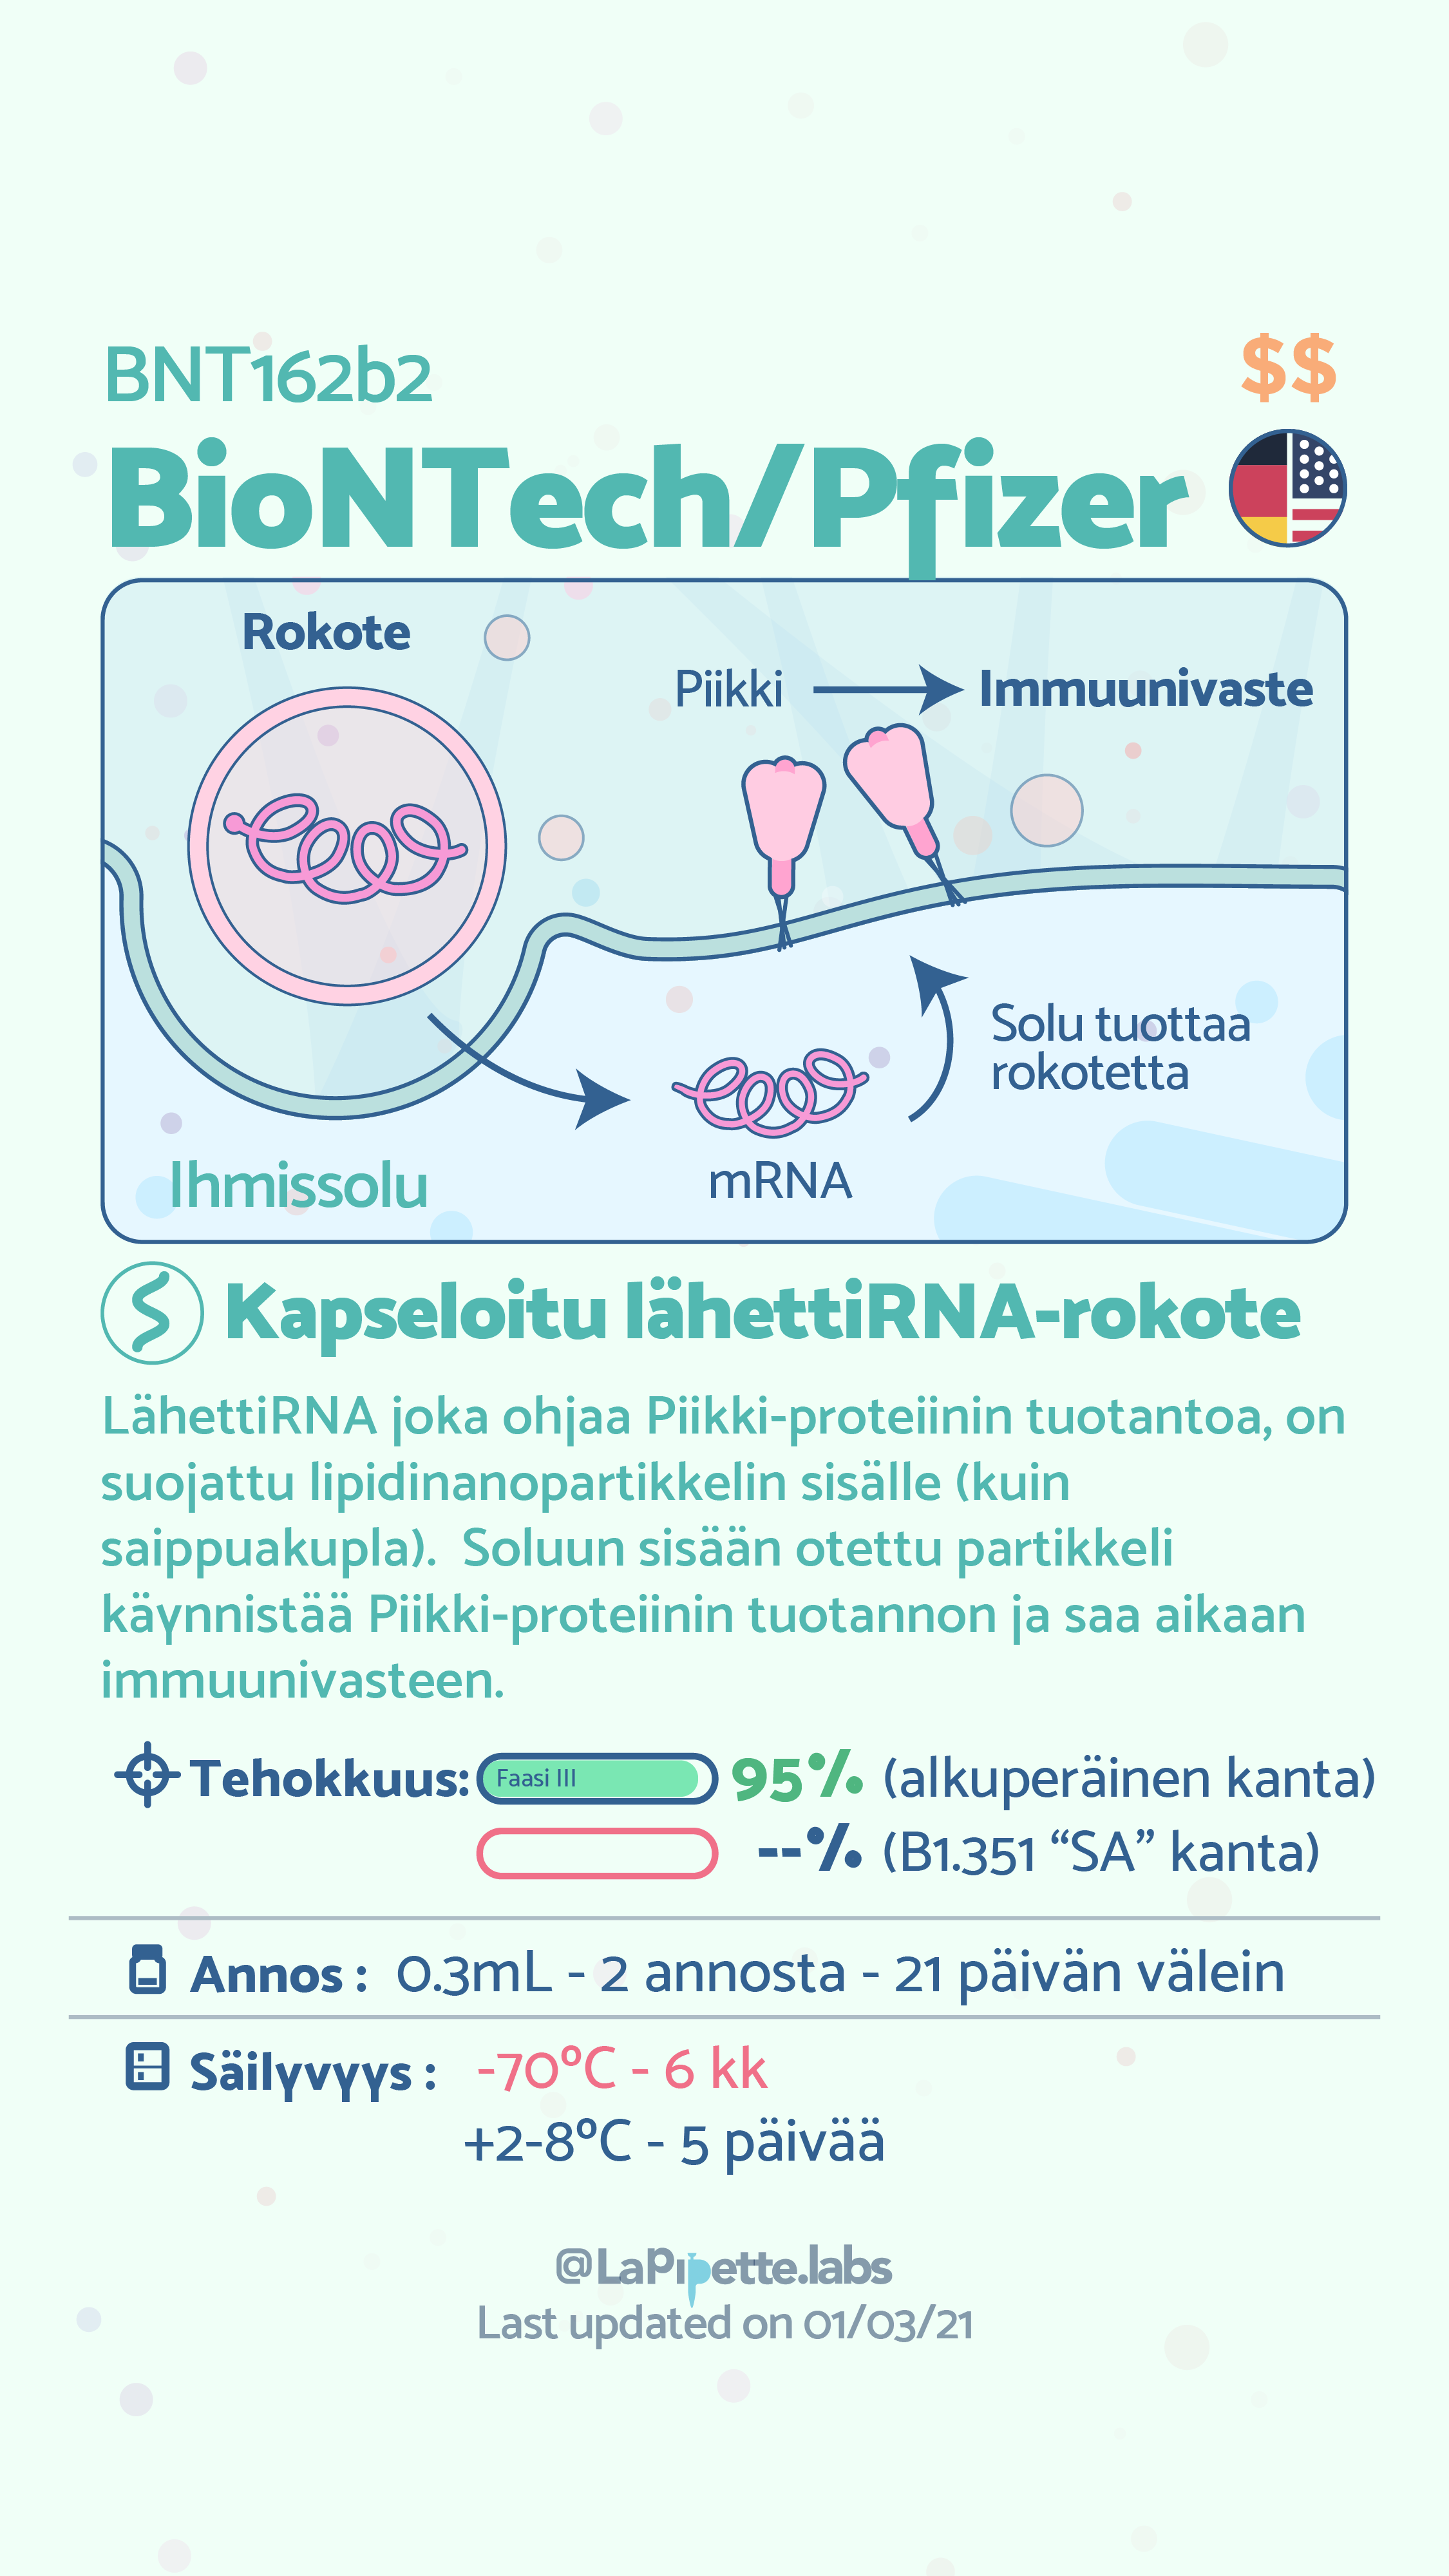 BNT162b2
$$
BioNTech/Pfizer
Rokote
Piikki
Immuunivaste
Solu tuottaa
rokotetta
mRNA
Ihmissolu
Kapseloitu lähettiRNA-rokote
LähettiRNA joka ohjaa Piikki-proteiinin tuotantoa, on
suojattu lipidinanopartikkelin sisälle (kuin
saippuakupla).  Soluun sisään otettu partikkeli
käynnistää Piikki-proteiinin tuotannon ja saa aikaan
immuunivasteen.
Tehokkuus: Faasi III 95% (alkuperäinen kanta)
--% (B1.351 “SA” kanta)
Annos : 0.3mL - 2 annosta - 21 päivän välein
Säilyvyys : -70ºC - 6 kk
+2-8ºC - 5 päivää
@LaPipette.labs
Last updated on 01/03/21